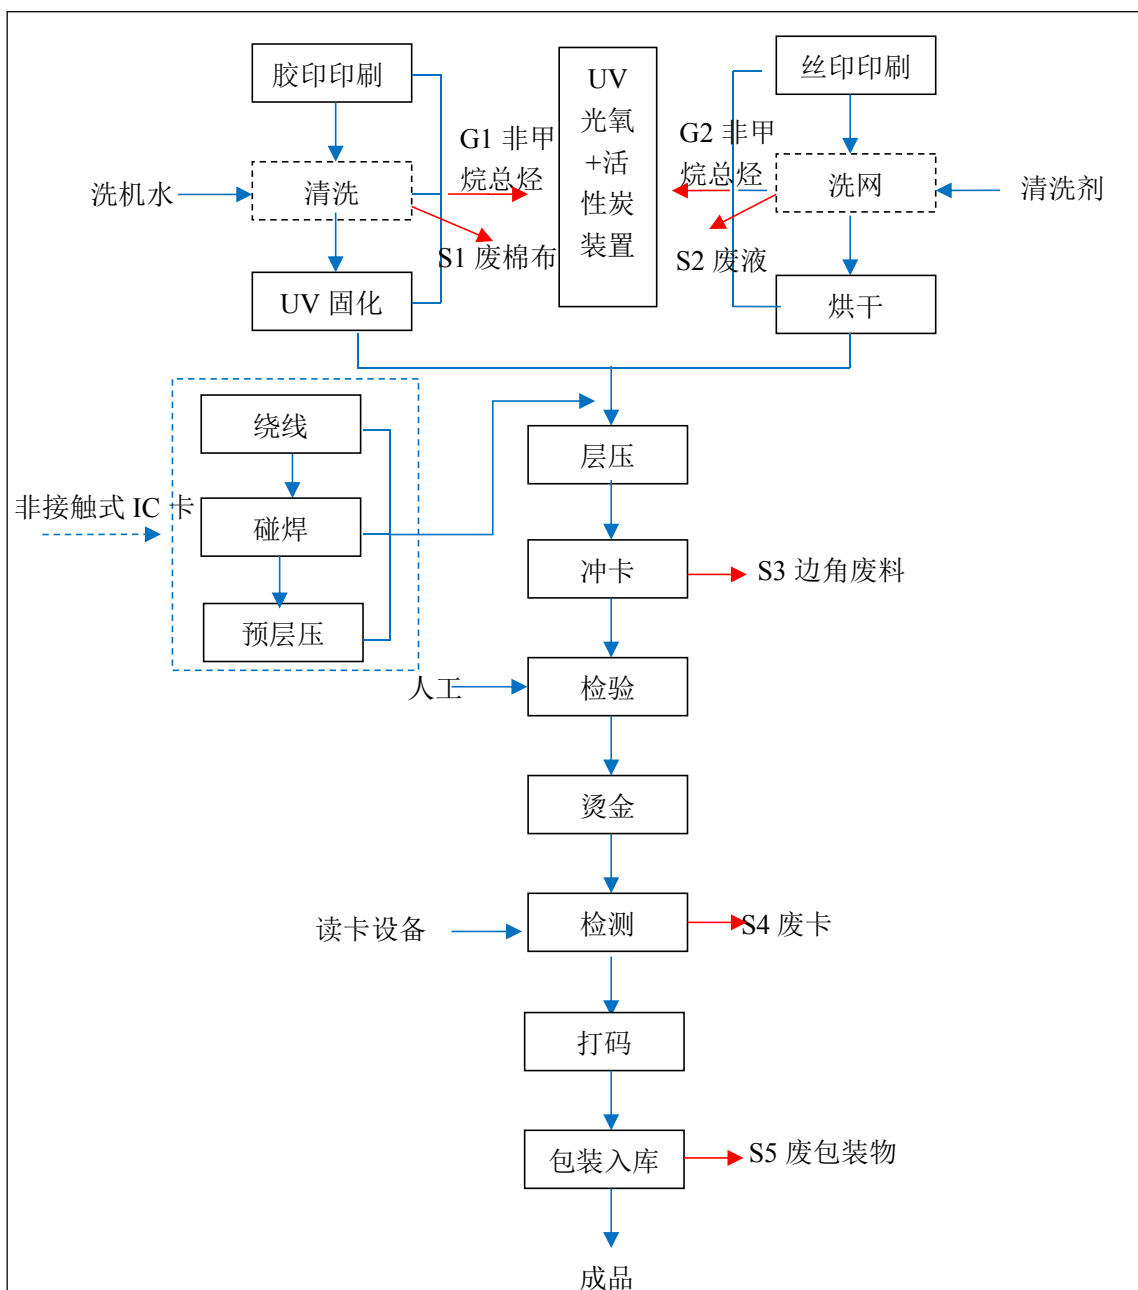 胶印印刷
UV
光氧
+活
性炭
装置
丝印印刷
G1 非甲
烷总烃
G2 非甲
烷总烃
洗机水
清洗
洗网
清洗剂
S1 废棉布
S2 废液
UV 固化
烘干
绕线
层压
非接触式 IC 卡
碰焊
冲卡
S3 边角废料
预层压
人工
检验
烫金
读卡设备
检测
S4 废卡
打码
包装入库
S5 废包装物
成品